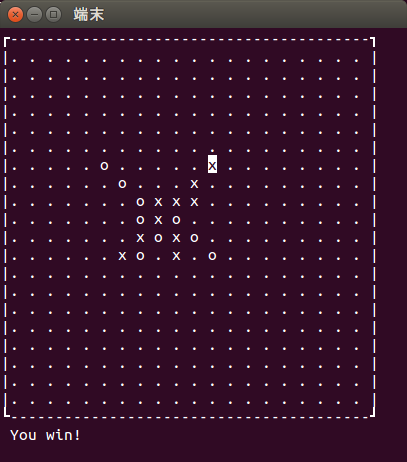 端末
┌----------------------------------------┐
|. . . . . . . . . . . . . . . . . . . . |
|. . . . . . . . . . . . . . . . . . . . |
|. . . . . . . . . . . . . . . . . . . . |
|. . . . . . . . . . . . . . . . . . . . |
|. . . . . . . . . . . . . . . . . . . . |
|. . . . . . . . . . . . . . . . . . . . |
|. . . . . o . . . . . x . . . . . . . . |
|. . . . . . o . . . x . . . . . . . . . |
|. . . . . . . o x x x . . . . . . . . . |
|. . . . . . . o x o . . . . . . . . . . |
|. . . . . . . x o x o . . . . . . . . . |
|. . . . . . x o . x . o . . . . . . . . |
|. . . . . . . . . . . . . . . . . . . . |
|. . . . . . . . . . . . . . . . . . . . |
|. . . . . . . . . . . . . . . . . . . . |
|. . . . . . . . . . . . . . . . . . . . |
|. . . . . . . . . . . . . . . . . . . . |
|. . . . . . . . . . . . . . . . . . . . |
|. . . . . . . . . . . . . . . . . . . . |
|. . . . . . . . . . . . . . . . . . . . |
└----------------------------------------┘
You win!